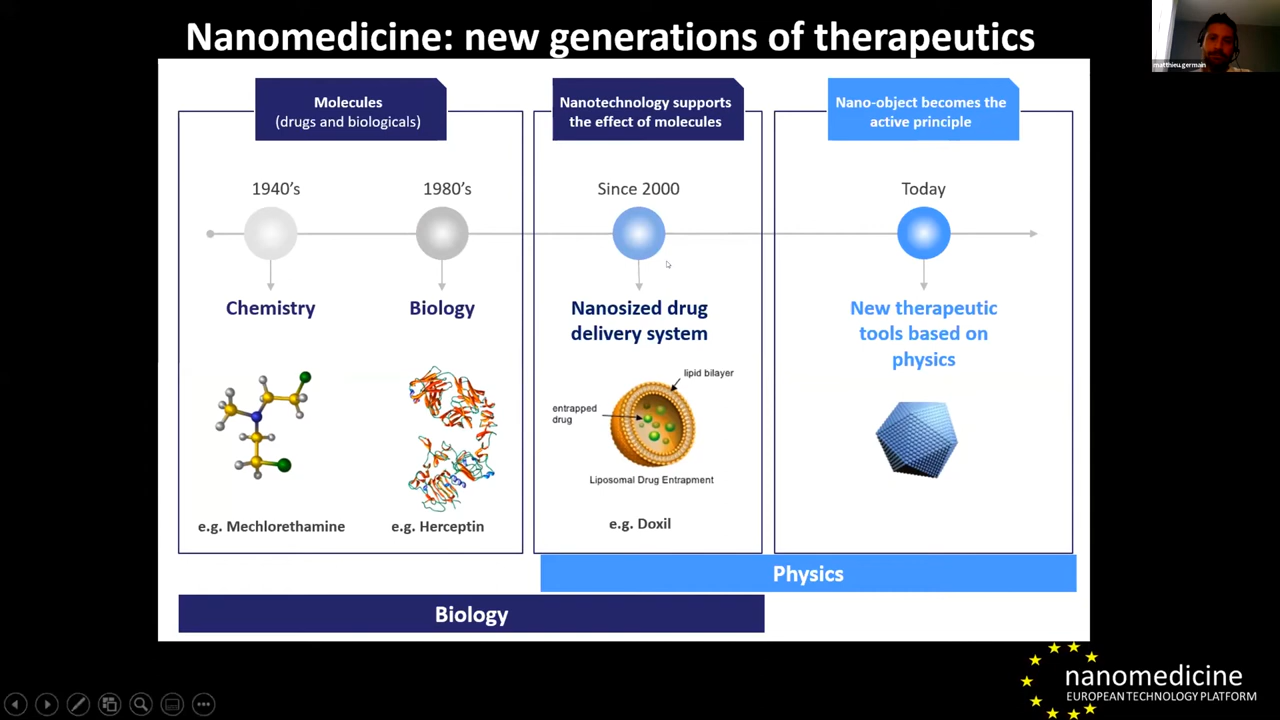 Nanomedicine: new generations of therapeutics
matthieu.germain
Molecules
(drugs and biologicals)
Nanotechnology supports
the effect of molecules
Nano-object becomes the
active principle
1940's
1980's
Since 2000
Today
Chemistry
Biology
Nanosized drug
delivery system
New therapeutic
tools based on
physics
lipid bilayer
entrapped
drug
Liposomal Drug Entrapment
e.g. Mechlorethamine
e.g. Herceptin
e.g. Doxil
Physics
Biology
nanomedicine
EUROPEAN TECHNOLOGY PLATFORM